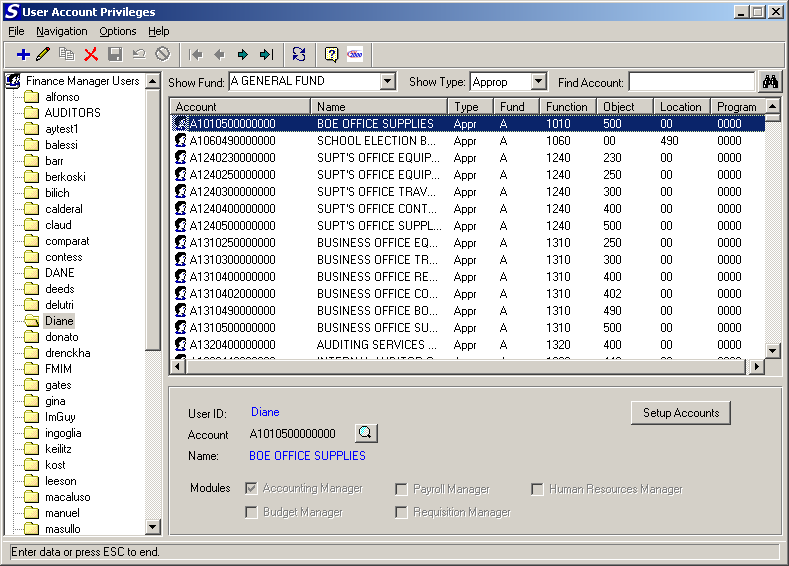 User Account Privileges
File Navigation Options Help
Finance Manager Users
alfonso
AUDITORS
aytest1
balessi
barr
berkoski
bilich
calderal
claud
comparat
contess
DANE
deeds
delutri
Diane
donato
drenckha
FMIM
gates
gina
ImGuy
ingoglia
keilitz
kost
leeson
macaluso
manuel
masullo
Show Fund: A GENERAL FUND Show Type: Approp Find Account:
Account Name Type Fund Function Object Location Program
A1010500000000 BOE OFFICE SUPPLIES Appr A 1010 500 00 0000
A1060490000000 SCHOOL ELECTION B... Appr A 1060 00 490 0000
A1240230000000 SUPT'S OFFICE EQUIP... Appr A 1240 230 00 0000
A1240250000000 SUPT'S OFFICE EQUIP... Appr A 1240 250 00 0000
A1240300000000 SUPT'S OFFICE TRAV... Appr A 1240 300 00 0000
A1240400000000 SUPT'S OFFICE CONT... Appr A 1240 400 00 0000
A1240500000000 SUPT'S OFFICE SUPPL... Appr A 1240 500 00 0000
A1310250000000 BUSINESS OFFICE EQ... Appr A 1310 250 00 0000
A1310300000000 BUSINESS OFFICE TR... Appr A 1310 300 00 0000
A1310400000000 BUSINESS OFFICE RE... Appr A 1310 400 00 0000
A1310402000000 BUSINESS OFFICE CO... Appr A 1310 402 00 0000
A1310490000000 BUSINESS OFFICE BO... Appr A 1310 490 00 0000
A1310500000000 BUSINESS OFFICE SU... Appr A 1310 500 00 0000
A1320400000000 AUDITING SERVICES ... Appr A 1320 400 00 0000
User ID: Diane
Setup Accounts
Account A1010500000000
Name: BOE OFFICE SUPPLIES
Modules Accounting Manager Payroll Manager Human Resources Manager
Budget Manager Requisition Manager
Enter data or press ESC to end.